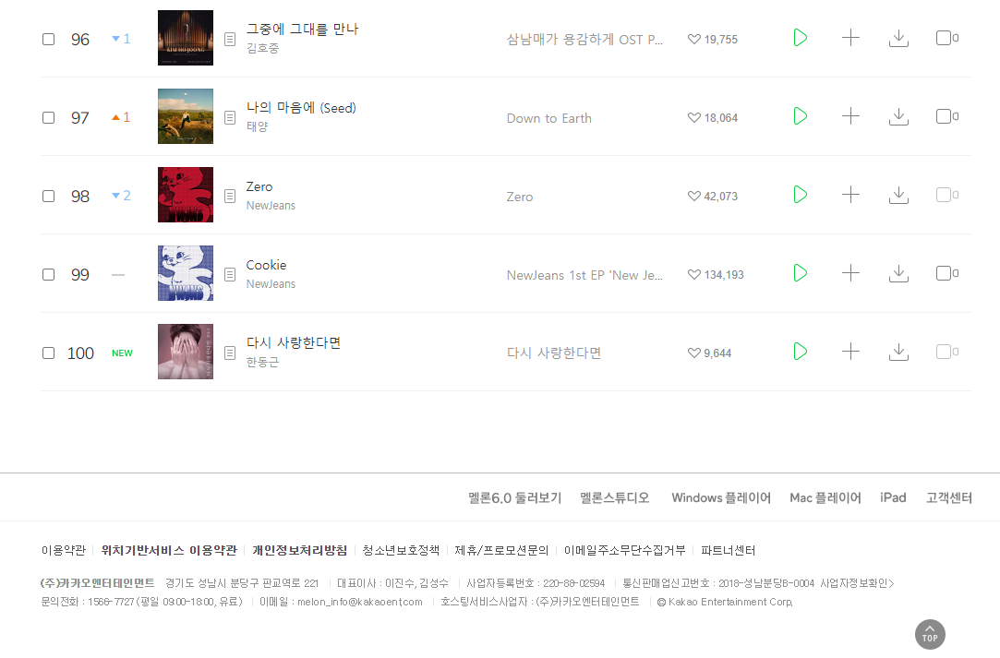 96 1 그중에 그대를 만나 삼남매가 용감하게 OST P... 19,755
김호중
97 1 나의 마음에 (Seed) Down to Earth 18,064
태양
98 2 Zero Zero 42,073
NewJeans
99 Cookie NewJeans 1st EP 'New Je... 134,193
NewJeans
100 NEW 다시 사랑한다면 다시 사랑한다면 9,644
한동근
멜론6.0 둘러보기 멜론스튜디오 Windows 플레이어 Mac 플레이어 iPad 고객센터
이용약관 위치기반서비스 이용약관 개인정보처리방침 청소년보호정책 제휴/프로모션문의 이메일주소무단수집거부 파트너센터
(주)카카오엔터테인먼트 경기도 성남시 분당구 판교역로 221 대표이사 : 이진수, 김성수 사업자등록번호 : 220-88-02594 통신판매업신고번호 : 2018-성남분당B-0004 사업자정보확인>
문의전화 : 1566-7727 (평일 09:00~18:00, 유료) 이메일 : melon_info@kakaoent.com 호스팅서비스사업자 : (주)카카오엔터테인먼트 © Kakao Entertainment Corp.
TOP